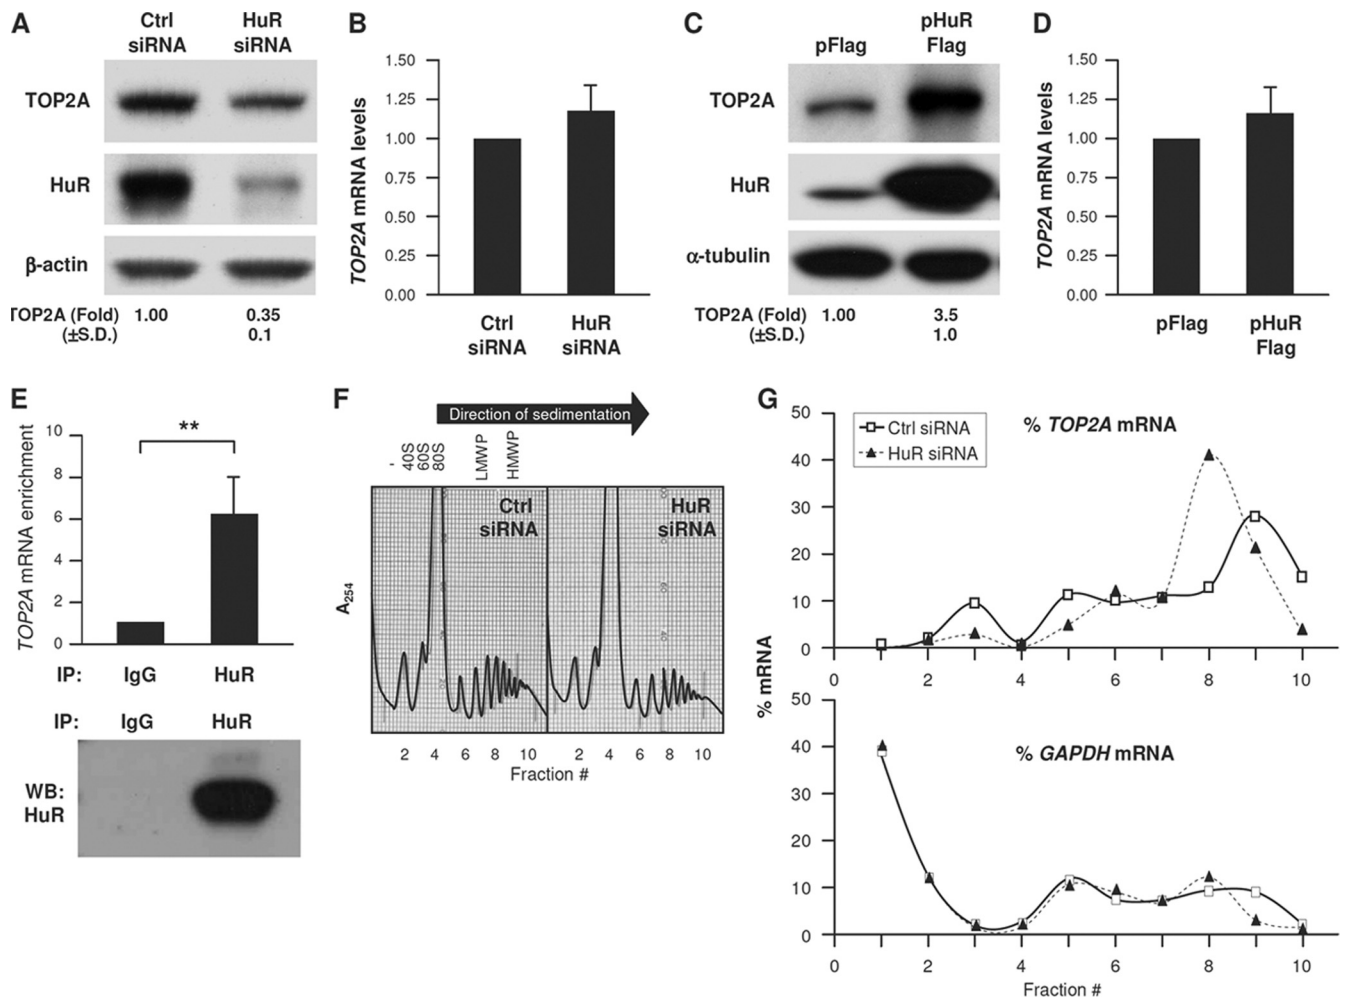 A
Ctrl
siRNA
HuR
siRNA
TOP2A
HuR
β-actin
TOP2A (Fold) 1.00 0.35
(±S.D.) 0.1
B
TOP2A mRNA levels
1.50
1.25
1.00
0.75
0.50
0.25
0.00
Ctrl
siRNA
HuR
siRNA
C
pFlag
pHuR
Flag
TOP2A
HuR
α-tubulin
TOP2A (Fold) 1.00 3.5
(±S.D.) 1.0
D
TOP2A mRNA levels
1.50
1.25
1.00
0.75
0.50
0.25
0.00
pFlag
pHuR
Flag
E
TOP2A mRNA enrichment
10
8
6
4
2
0
**
IP: IgG HuR
IP: IgG HuR
WB:
HuR
F
Direction of sedimentation
-
40S
60S
80S
LMWP
HMWP
Ctrl
siRNA
HuR
siRNA
A254
2 4 6 8 10 2 4 6 8 10
Fraction #
G
% mRNA
50
40
30
20
10
0
Ctrl siRNA
HuR siRNA
% TOP2A mRNA
0 2 4 6 8 10
50
40
30
20
10
0
% GAPDH mRNA
0 2 4 6 8 10
Fraction #